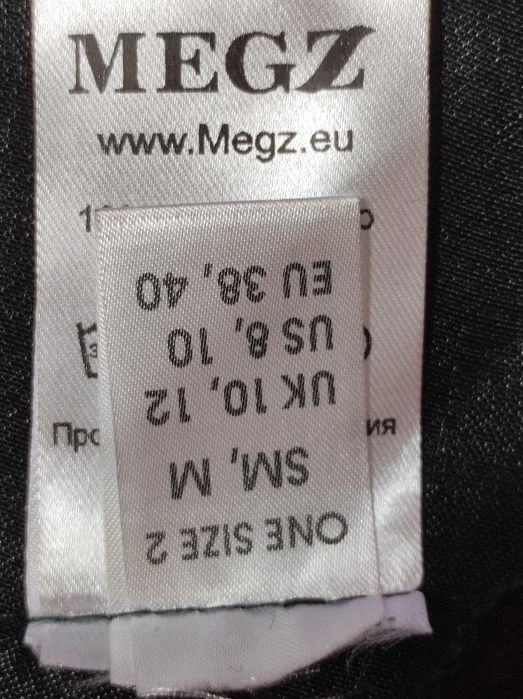 MEGZ
www.Megz.eu
ONE SIZE 2
SM, M
UK 10, 12
US 8, 10
EU 38, 40